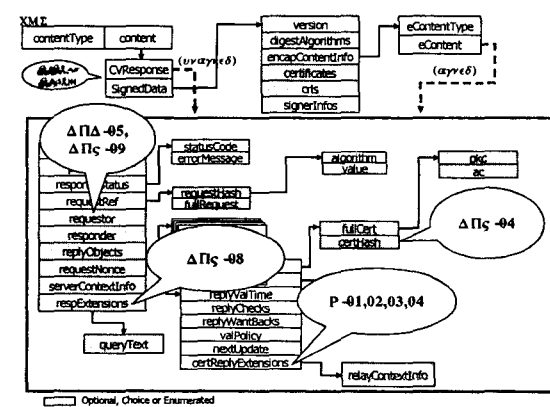 ΧΜΣ
contentType
content
CVResponse
SignedData
(υναγνεδ)
version
digestAlgorithms
encapContentInfo
certificates
crls
signerInfos
eContentType
eContent
(αγνεδ)
ΔΠΔ -05,
ΔΠς -09
requestRef
requestor
responder
replyObjects
requestNonce
serverContextInfo
respExtensions
queryText
statusCode
errorMessage
requestHash
fullRequest
algorithm
value
ΔΠς -08
replyValTime
replyChecks
replyWantBacks
valPolicy
nextUpdate
certReplyExtensions
fullCert
certHash
pkc
ac
ΔΠς -04
Ρ -01,02,03,04
relayContextInfo
Optional, Choice or Enumerated